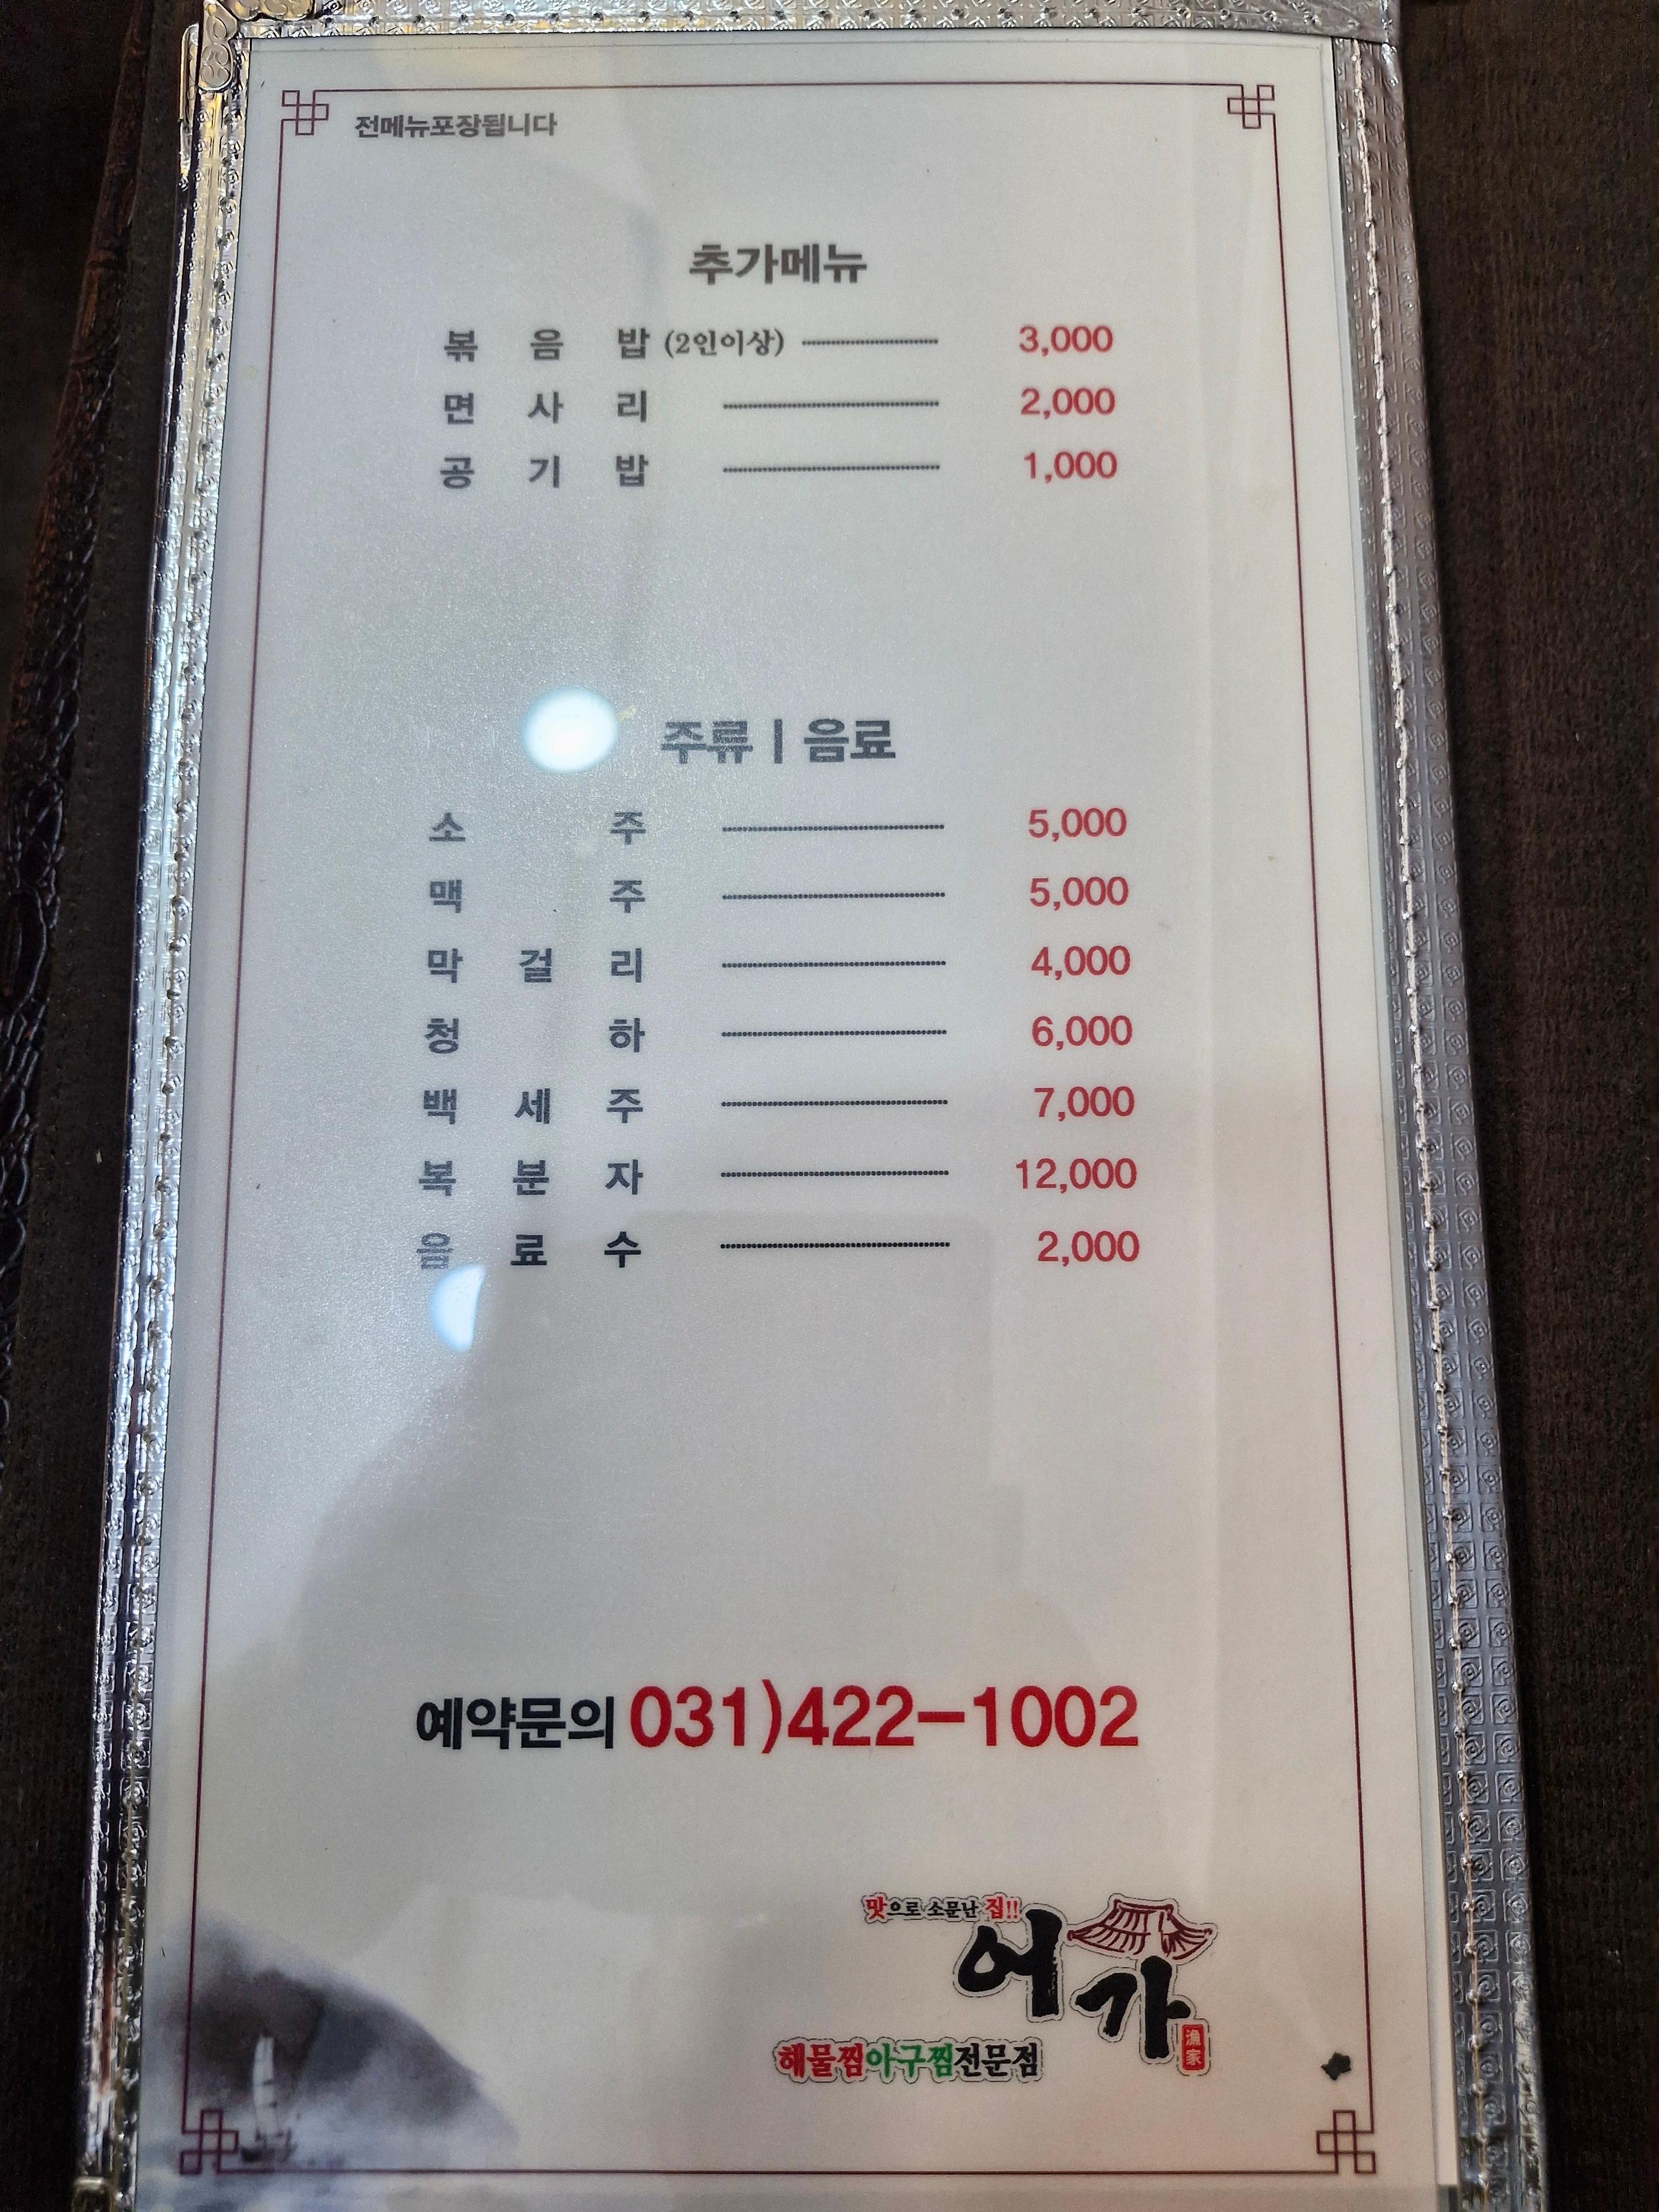 전메뉴포장됩니다
추가메뉴
볶음밥 (2인이상) 3,000
면사리 2,000
공기밥 1,000
주류 | 음료
소주 5,000
맥주 5,000
막걸리 4,000
청하 6,000
백세주 7,000
복분자 12,000
음료수 2,000
예약문의 031)422-1002
맛으로 소문난 집!!
어가
漁家
해물찜아구찜전문점